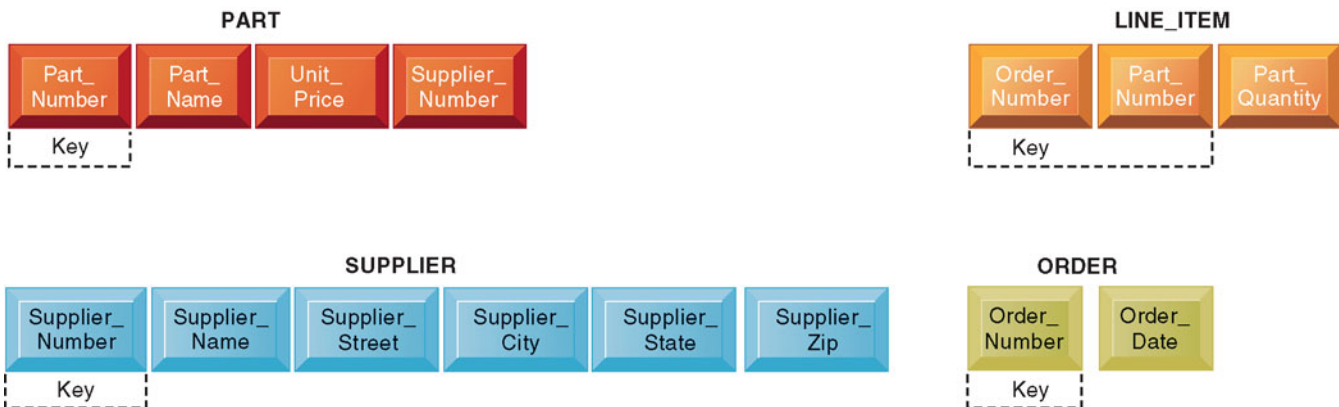 PART
Part_
Number
Part_
Name
Unit_
Price
Supplier_
Number
Key
LINE_ITEM
Order_
Number
Part_
Number
Part_
Quantity
Key
SUPPLIER
Supplier_
Number
Supplier_
Name
Supplier_
Street
Supplier_
City
Supplier_
State
Supplier_
Zip
Key
ORDER
Order_
Number
Order_
Date
Key